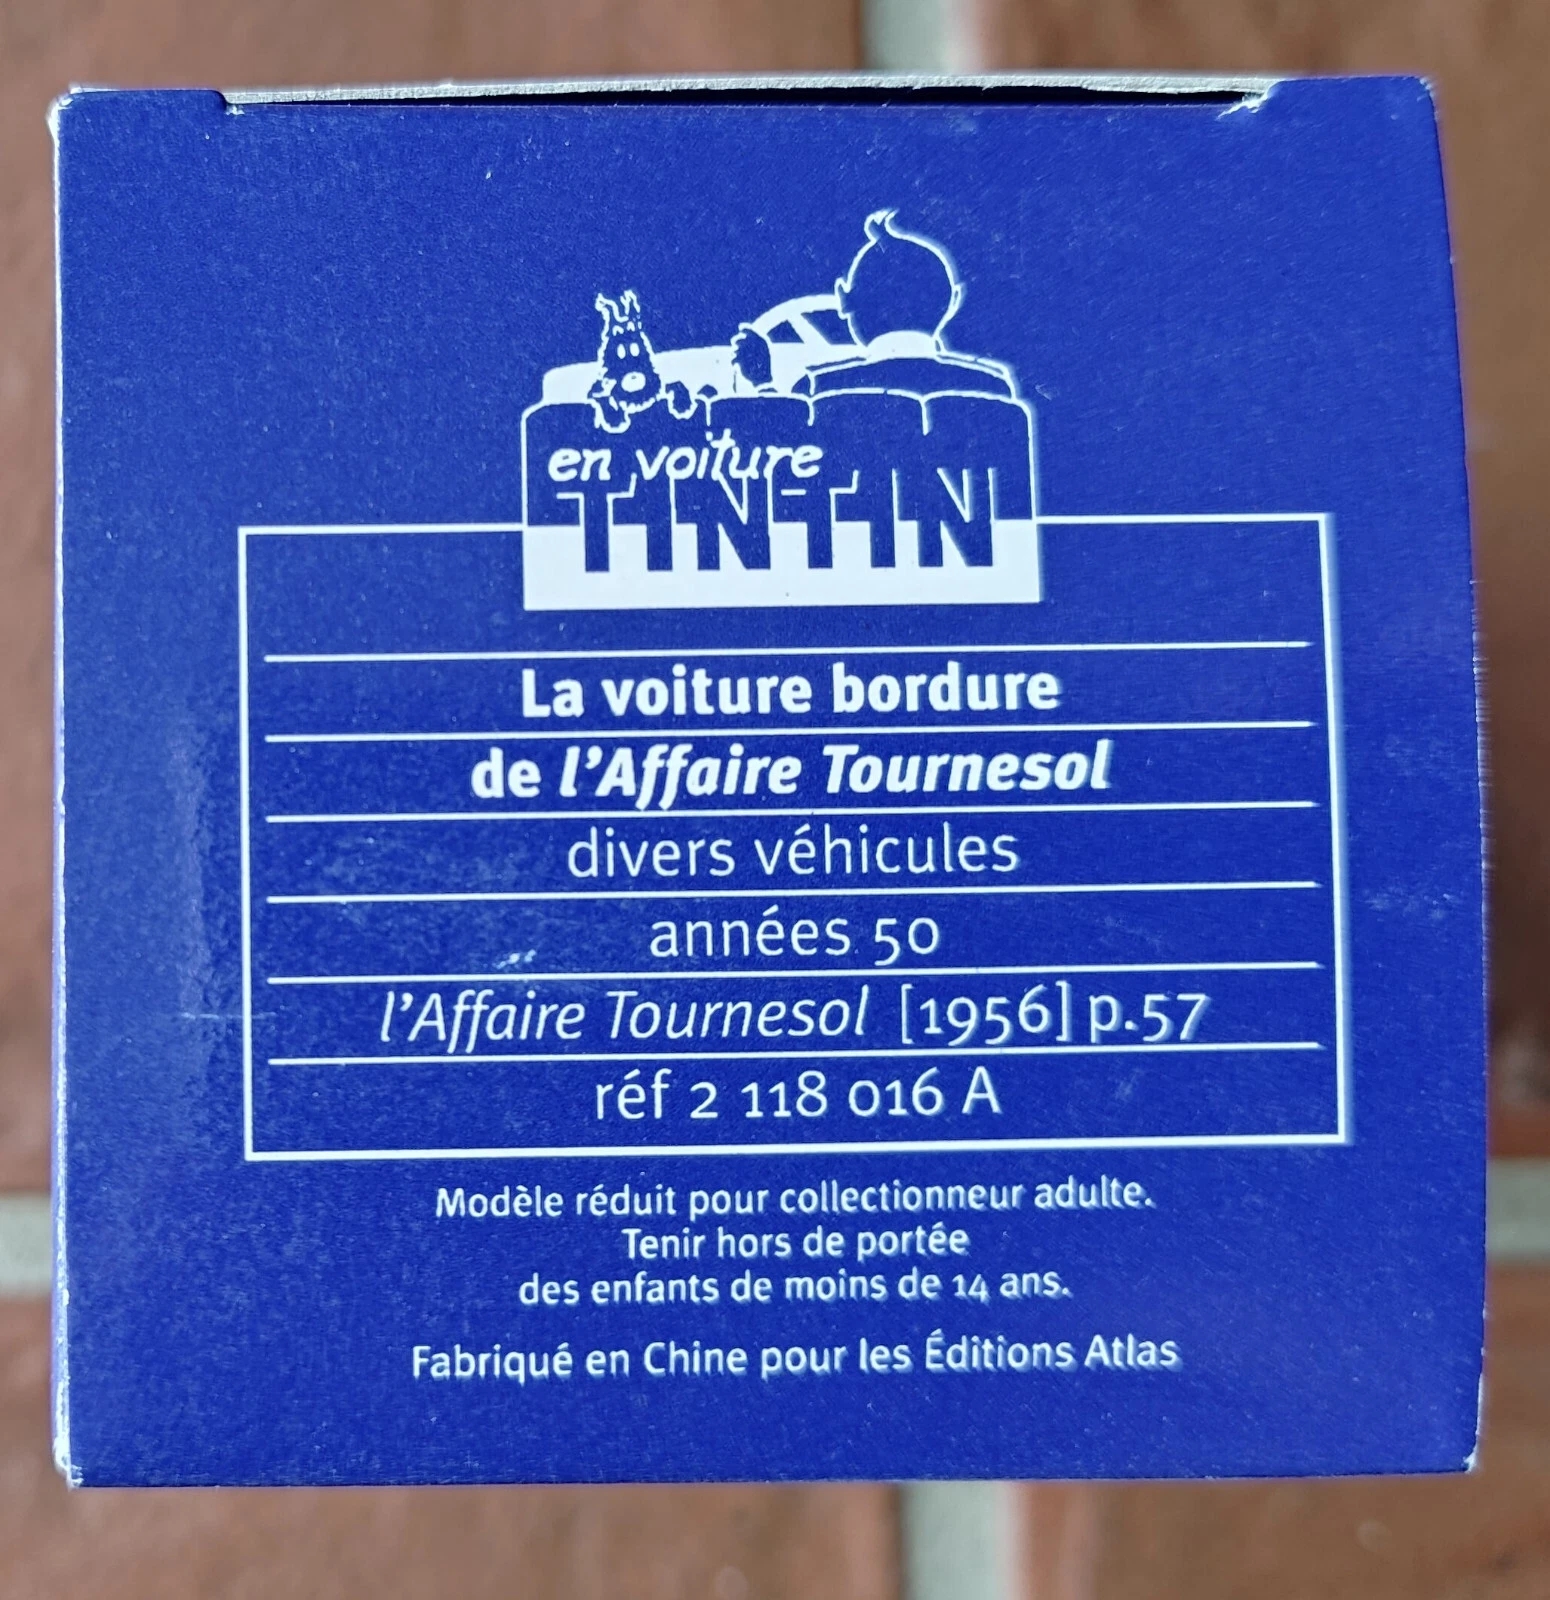 en voiture
TINTIN
La voiture bordure
de l'Affaire Tournesol
divers véhicules
années 50
l'Affaire Tournesol [1956] p.57
réf 2 118 016 A
Modèle réduit pour collectionneur adulte.
Tenir hors de portée
des enfants de moins de 14 ans.
Fabriqué en Chine pour les Éditions Atlas